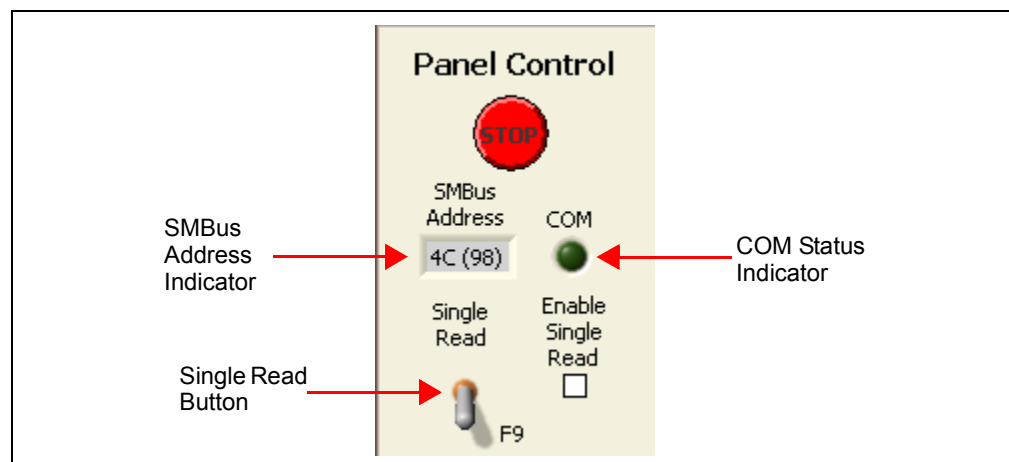 Panel Control
STOP
SMBus
Address
COM
4C (98)
SMBus
Address
Indicator
COM Status
Indicator
Single
Read
Enable
Single
Read
Single Read
Button
F9